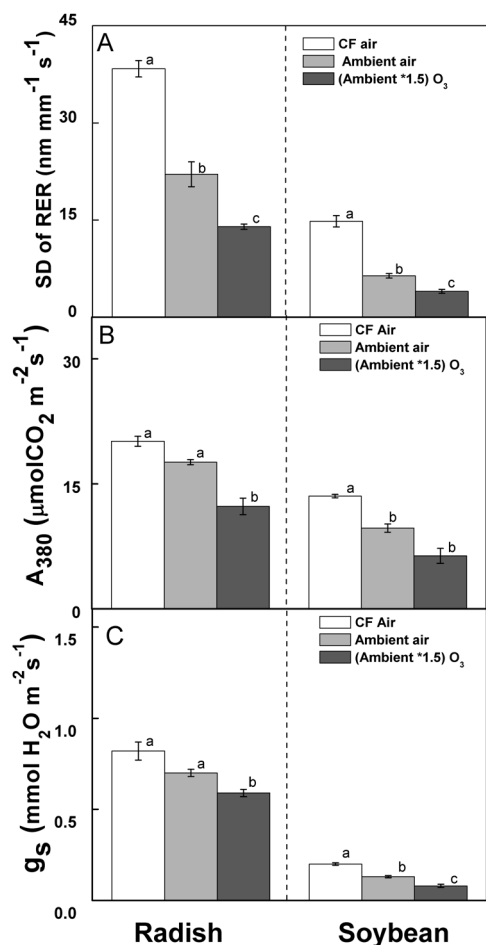 A
CF air
Ambient air
(Ambient *1.5) O₃
SD of RER (nm mm⁻¹ s⁻¹)
45
30
15
0
a
b
c
a
b
c
B
CF Air
Ambient air
(Ambient *1.5) O₃
A₃₈₀ (μmolCO₂ m⁻²s⁻¹)
30
15
0
a
a
b
a
b
b
C
CF Air
Ambient air
(Ambient *1.5) O₃
gₛ (mmol H₂O m⁻²s⁻¹)
1.5
1.0
0.5
0.0
a
a
b
a
b
c
Radish
Soybean